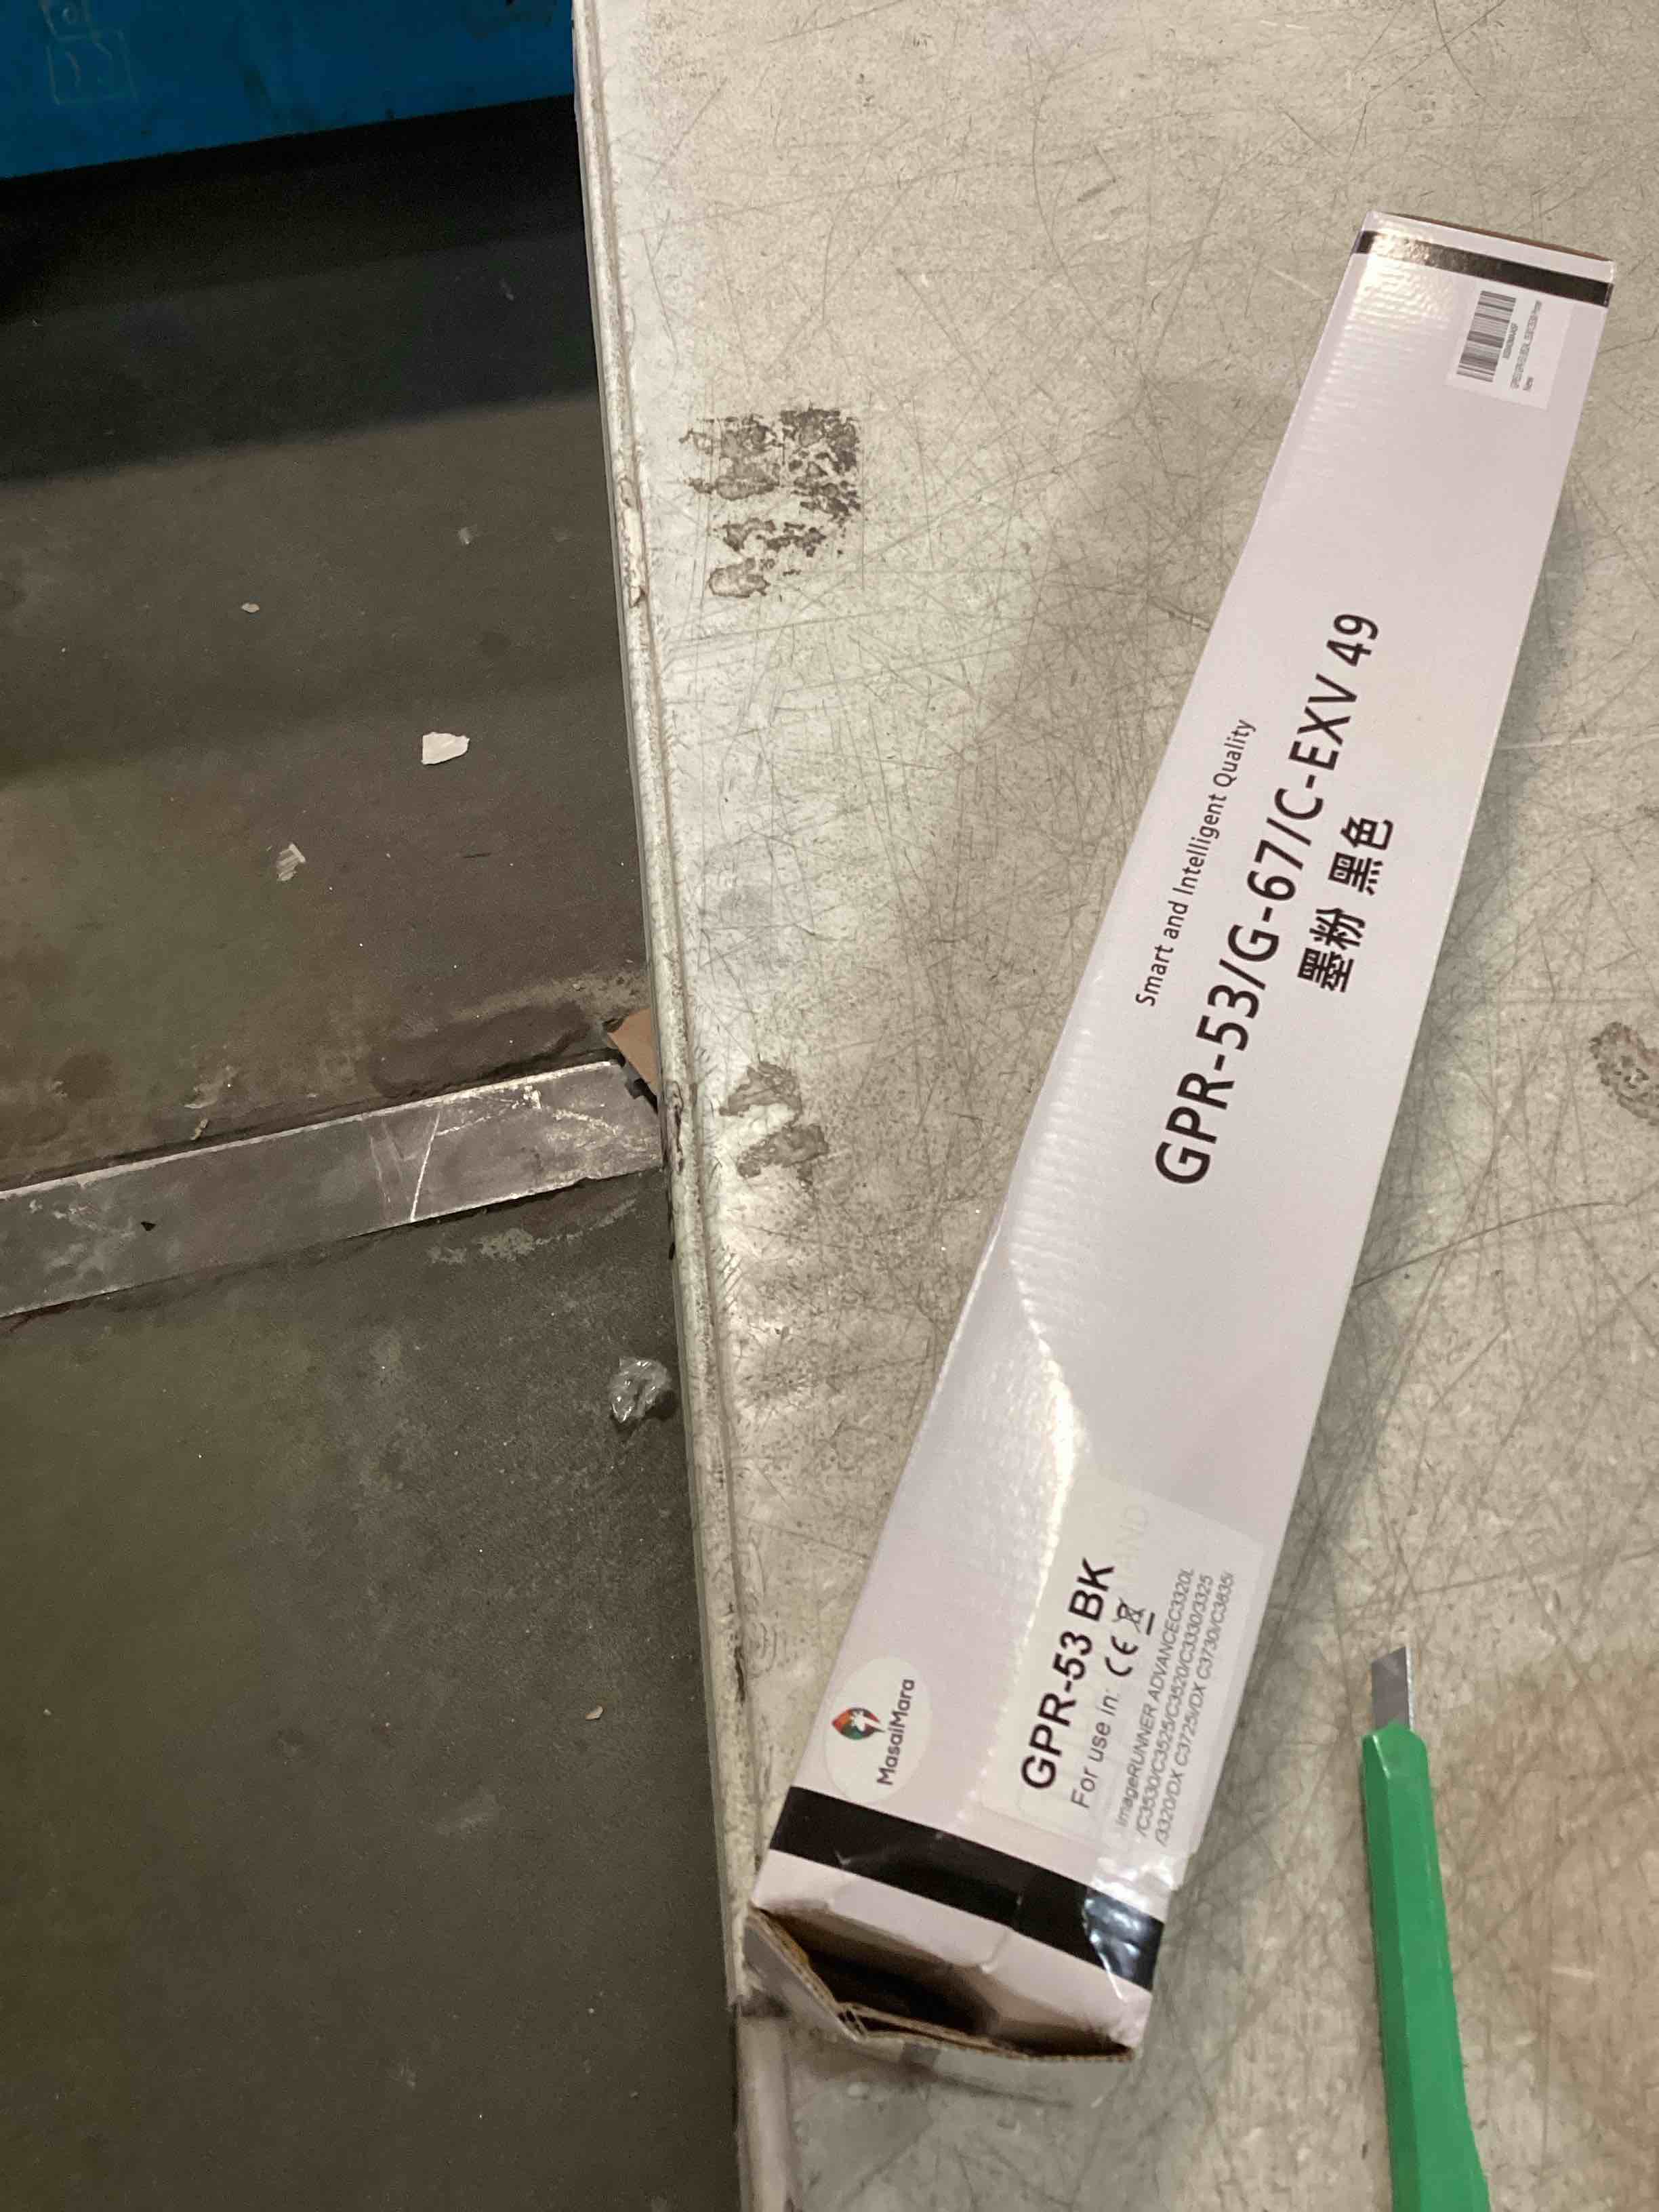 Smart and Intelligent Quality
GPR-53/G-67/C-EXV 49
墨粉 黑色
MasaiMara
GPR-53 BK
For use in: CE
imageRUNNER ADVANCEC3320L
/C3530/C3525/C3520/C3330/3325
/3320/DX C3725/DX C3730/C3835i